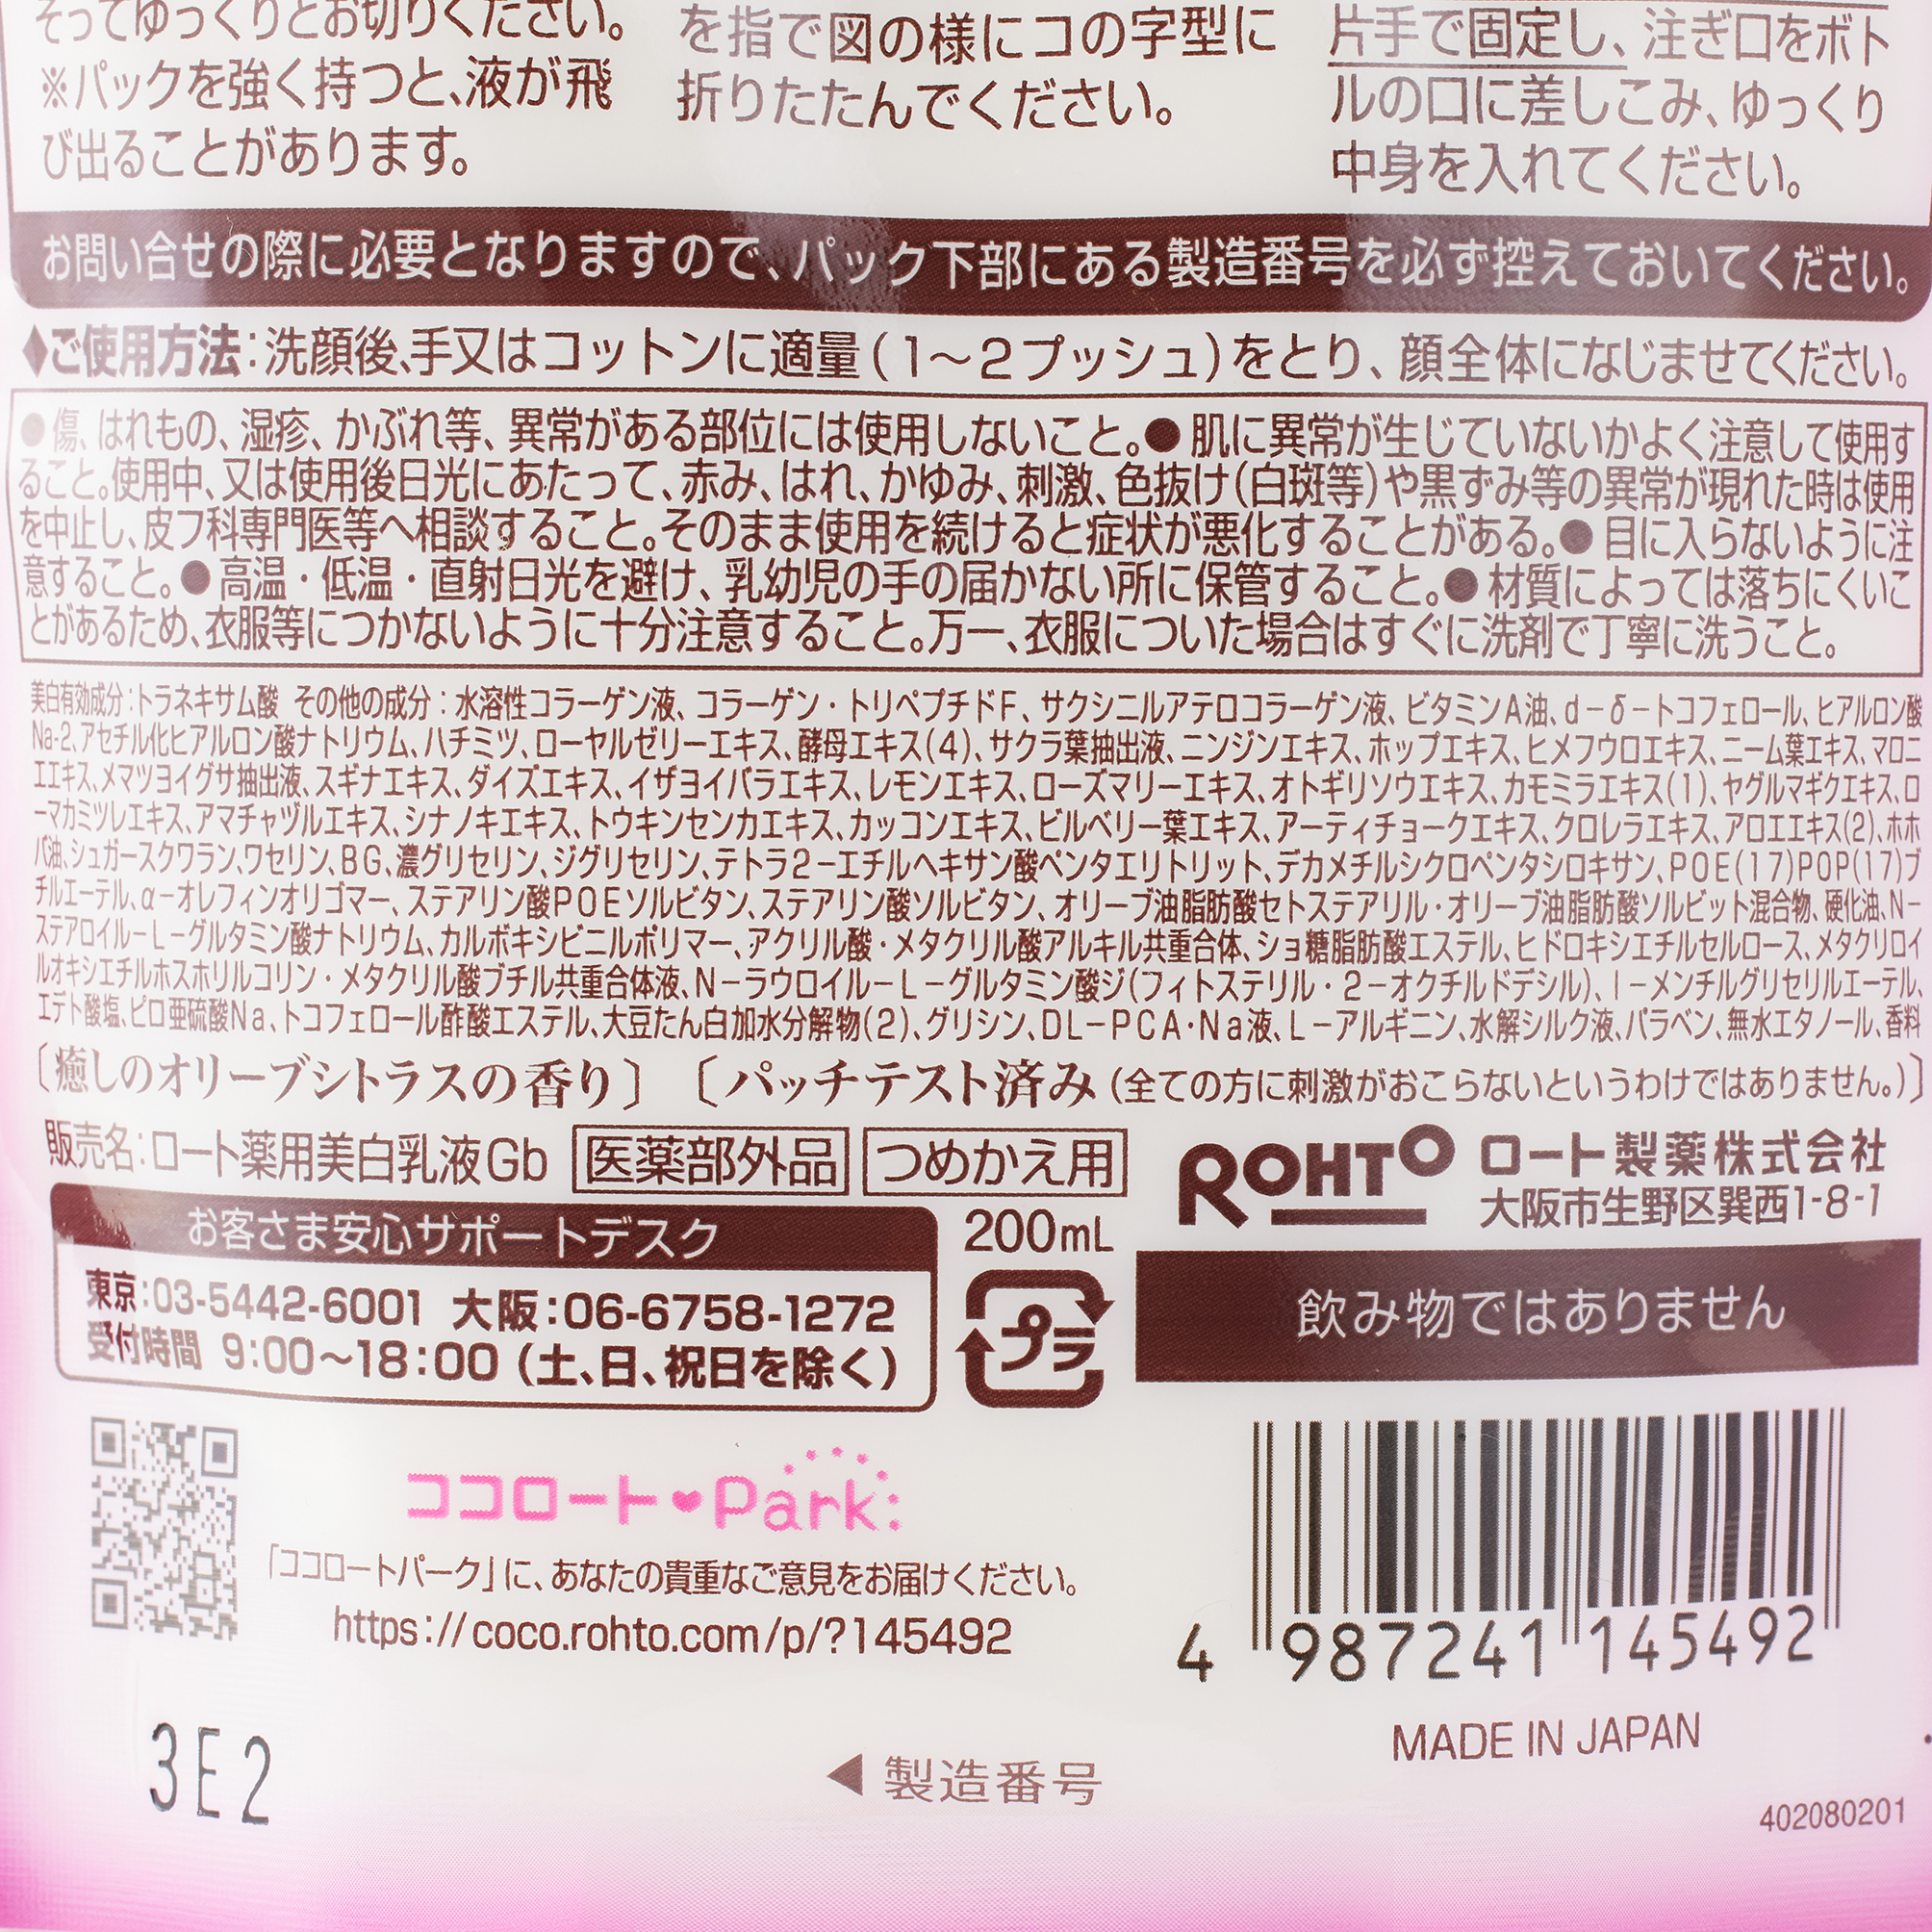 そってゆっくりとお切りください。
※パックを強く持つと、液が飛
び出ることがあります。
を指で図の様にコの字型に
折りたたんでください。
片手で固定し、注ぎ口をボト
ルの口に差しこみ、ゆっくり
中身を入れてください。
お問い合せの際に必要となりますので、パック下部にある製造番号を必ず控えておいてください。
♦ご使用方法：洗顔後、手又はコットンに適量(1〜2プッシュ)をとり、顔全体になじませてください。
●傷、はれもの、湿疹、かぶれ等、異常がある部位には使用しないこと。●肌に異常が生じていないかよく注意して使用す
ること。使用中、又は使用後日光にあたって、赤み、はれ、かゆみ、刺激、色抜け(白斑等)や黒ずみ等の異常が現れた時は使用
を中止し、皮フ科専門医等へ相談すること。そのまま使用を続けると症状が悪化することがある。●目に入らないように注
意すること。●高温・低温・直射日光を避け、乳幼児の手の届かない所に保管すること。●材質によっては落ちにくいこ
とがあるため、衣服等につかないように十分注意すること。万一、衣服についた場合はすぐに洗剤で丁寧に洗うこと。
美白有効成分：トラネキサム酸 その他の成分：水溶性コラーゲン液、コラーゲン・トリペプチドF、サクシニルアテロコラーゲン液、ビタミンA油、d－δ－トコフェロール、ヒアルロン酸
Na-2、アセチル化ヒアルロン酸ナトリウム、ハチミツ、ローヤルゼリーエキス、酵母エキス(4)、サクラ葉抽出液、ニンジンエキス、ホップエキス、ヒメフウロエキス、ニーム葉エキス、マロニ
エエキス、メマツヨイグサ抽出液、スギナエキス、ダイズエキス、イザヨイバラエキス、レモンエキス、ローズマリーエキス、オトギリソウエキス、カモミラエキス(1)、ヤグルマギクエキス、ロ
ーマカミツレエキス、アマチャヅルエキス、シナノキエキス、トウキンセンカエキス、カッコンエキス、ビルベリー葉エキス、アーティチョークエキス、クロレラエキス、アロエエキス(2)、ホホ
バ油、シュガースクワラン、ワセリン、BG、濃グリセリン、ジグリセリン、テトラ2－エチルヘキサン酸ペンタエリトリット、デカメチルシクロペンタシロキサン、POE(17)POP(17)ブ
チルエーテル、α－オレフィンオリゴマー、ステアリン酸POEソルビタン、ステアリン酸ソルビタン、オリーブ油脂肪酸セトステアリル・オリーブ油脂肪酸ソルビット混合物、硬化油、N－
ステアロイル－L－グルタミン酸ナトリウム、カルボキシビニルポリマー、アクリル酸・メタクリル酸アルキル共重合体、ショ糖脂肪酸エステル、ヒドロキシエチルセルロース、メタクリロイ
ルオキシエチルホスホリルコリン・メタクリル酸ブチル共重合体液、N－ラウロイル－L－グルタミン酸ジ(フィトステリル・2－オクチルドデシル)、l－メンチルグリセリルエーテル、
エデト酸塩、ピロ亜硫酸Na、トコフェロール酢酸エステル、大豆たん白加水分解物(2)、グリシン、DL－PCA・Na液、L－アルギニン、水解シルク液、パラベン、無水エタノール、香料
〔癒しのオリーブシトラスの香り〕〔パッチテスト済み(全ての方に刺激がおこらないというわけではありません。)〕
販売名：ロート薬用美白乳液Gb 医薬部外品 つめかえ用
ROHTO ロート製薬株式会社
大阪市生野区巽西1-8-1
お客さま安心サポートデスク
東京：03-5442-6001 大阪：06-6758-1272
受付時間 9:00〜18:00(土、日、祝日を除く)
200mL
プラ
飲み物ではありません
ココロート♥Park
「ココロートパーク」に、あなたの貴重なご意見をお届けください。
https://coco.rohto.com/p/?145492
4 987241 145492
MADE IN JAPAN
3E2
◀製造番号
402080201